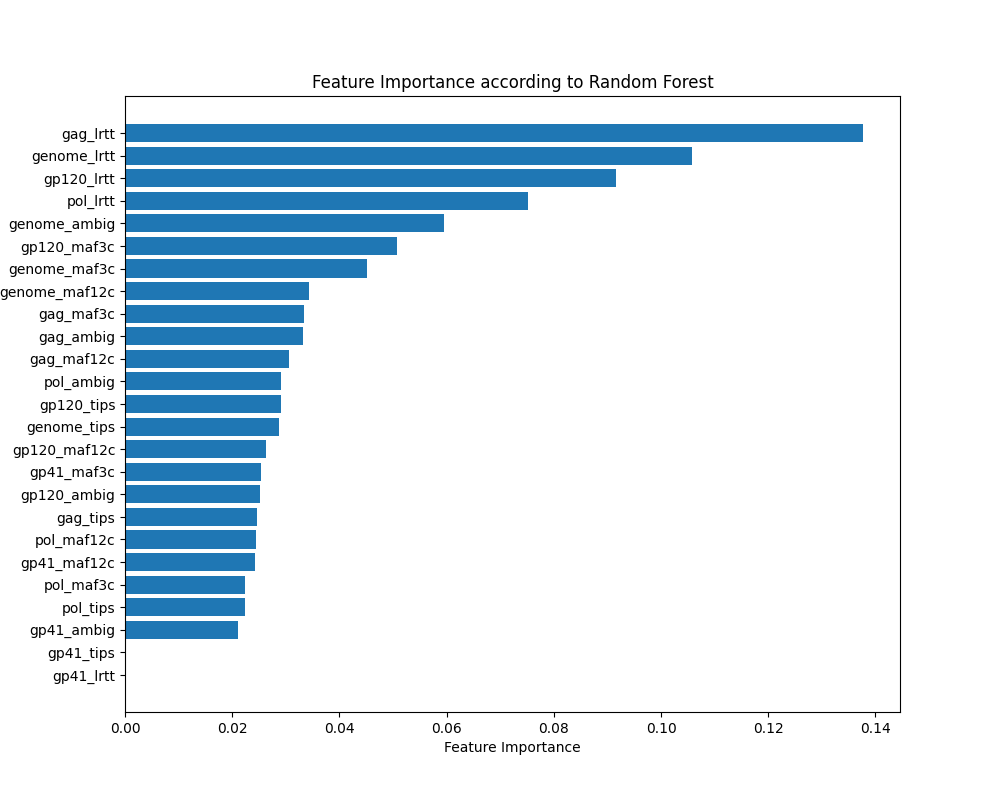 Feature Importance according to Random Forest
gag_lrtt
genome_lrtt
gp120_lrtt
pol_lrtt
genome_ambig
gp120_maf3c
genome_maf3c
genome_maf12c
gag_maf3c
gag_ambig
gag_maf12c
pol_ambig
gp120_tips
genome_tips
gp120_maf12c
gp41_maf3c
gp120_ambig
gag_tips
pol_maf12c
gp41_maf12c
pol_maf3c
pol_tips
gp41_ambig
gp41_tips
gp41_lrtt
0.00 0.02 0.04 0.06 0.08 0.10 0.12 0.14
Feature Importance